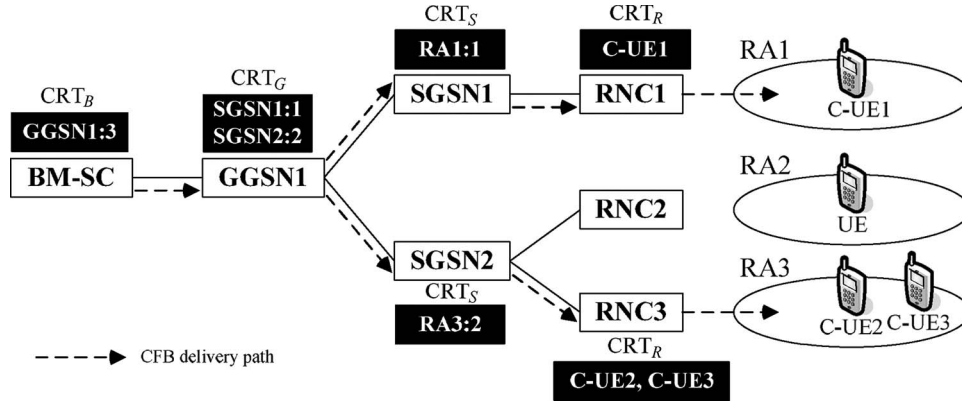 CRT_B
GGSN1:3
BM-SC
CRT_G
SGSN1:1
SGSN2:2
GGSN1
CRT_S
RA1:1
SGSN1
CRT_R
C-UE1
RNC1
RA1
C-UE1
RNC2
RA2
UE
SGSN2
CRT_S
RA3:2
RNC3
CRT_R
C-UE2, C-UE3
RA3
C-UE2
C-UE3
CFB delivery path